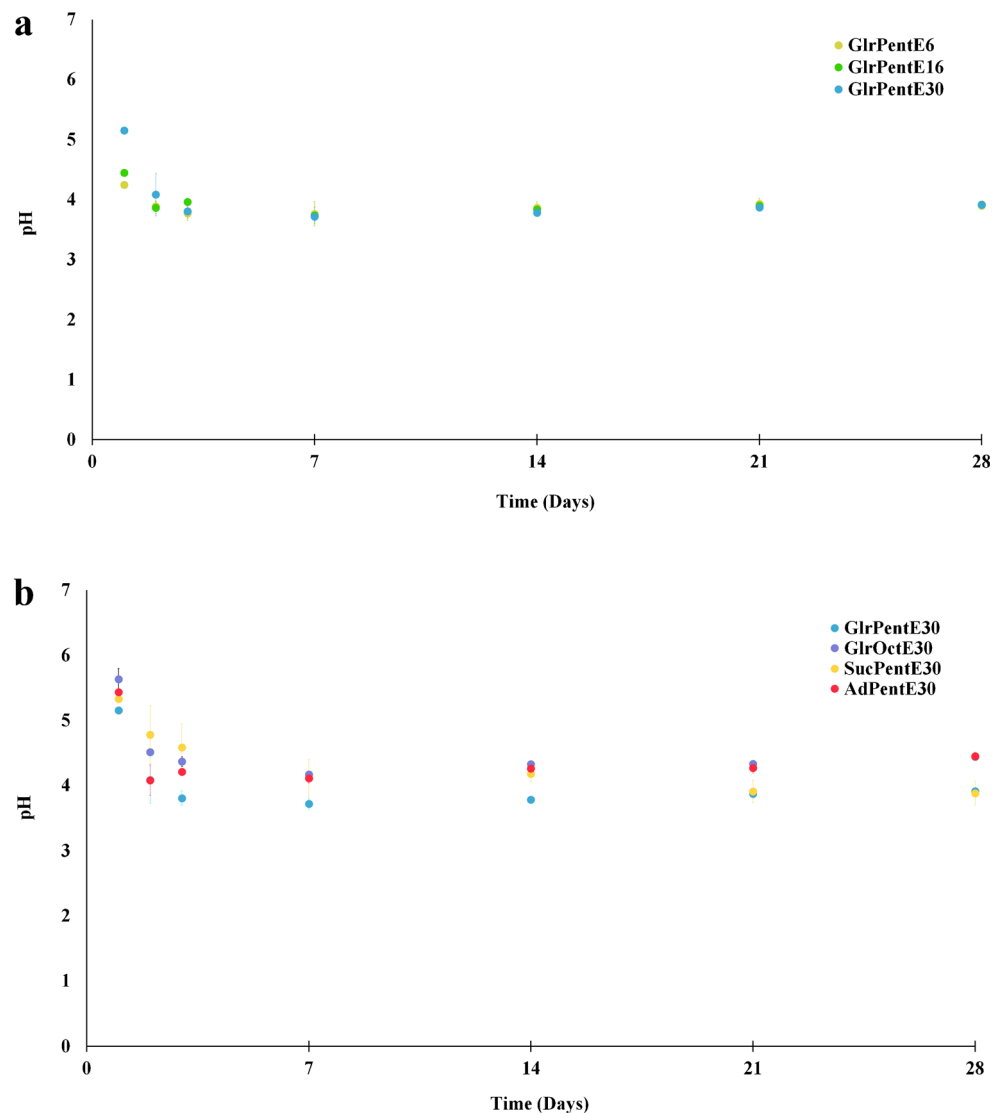 a
7
6
5
4
3
2
1
0
pH
GlrPentE6
GlrPentE16
GlrPentE30
0 7 14 21 28
Time (Days)
b
7
6
5
4
3
2
1
0
pH
GlrPentE30
GlrOctE30
SucPentE30
AdPentE30
0 7 14 21 28
Time (Days)